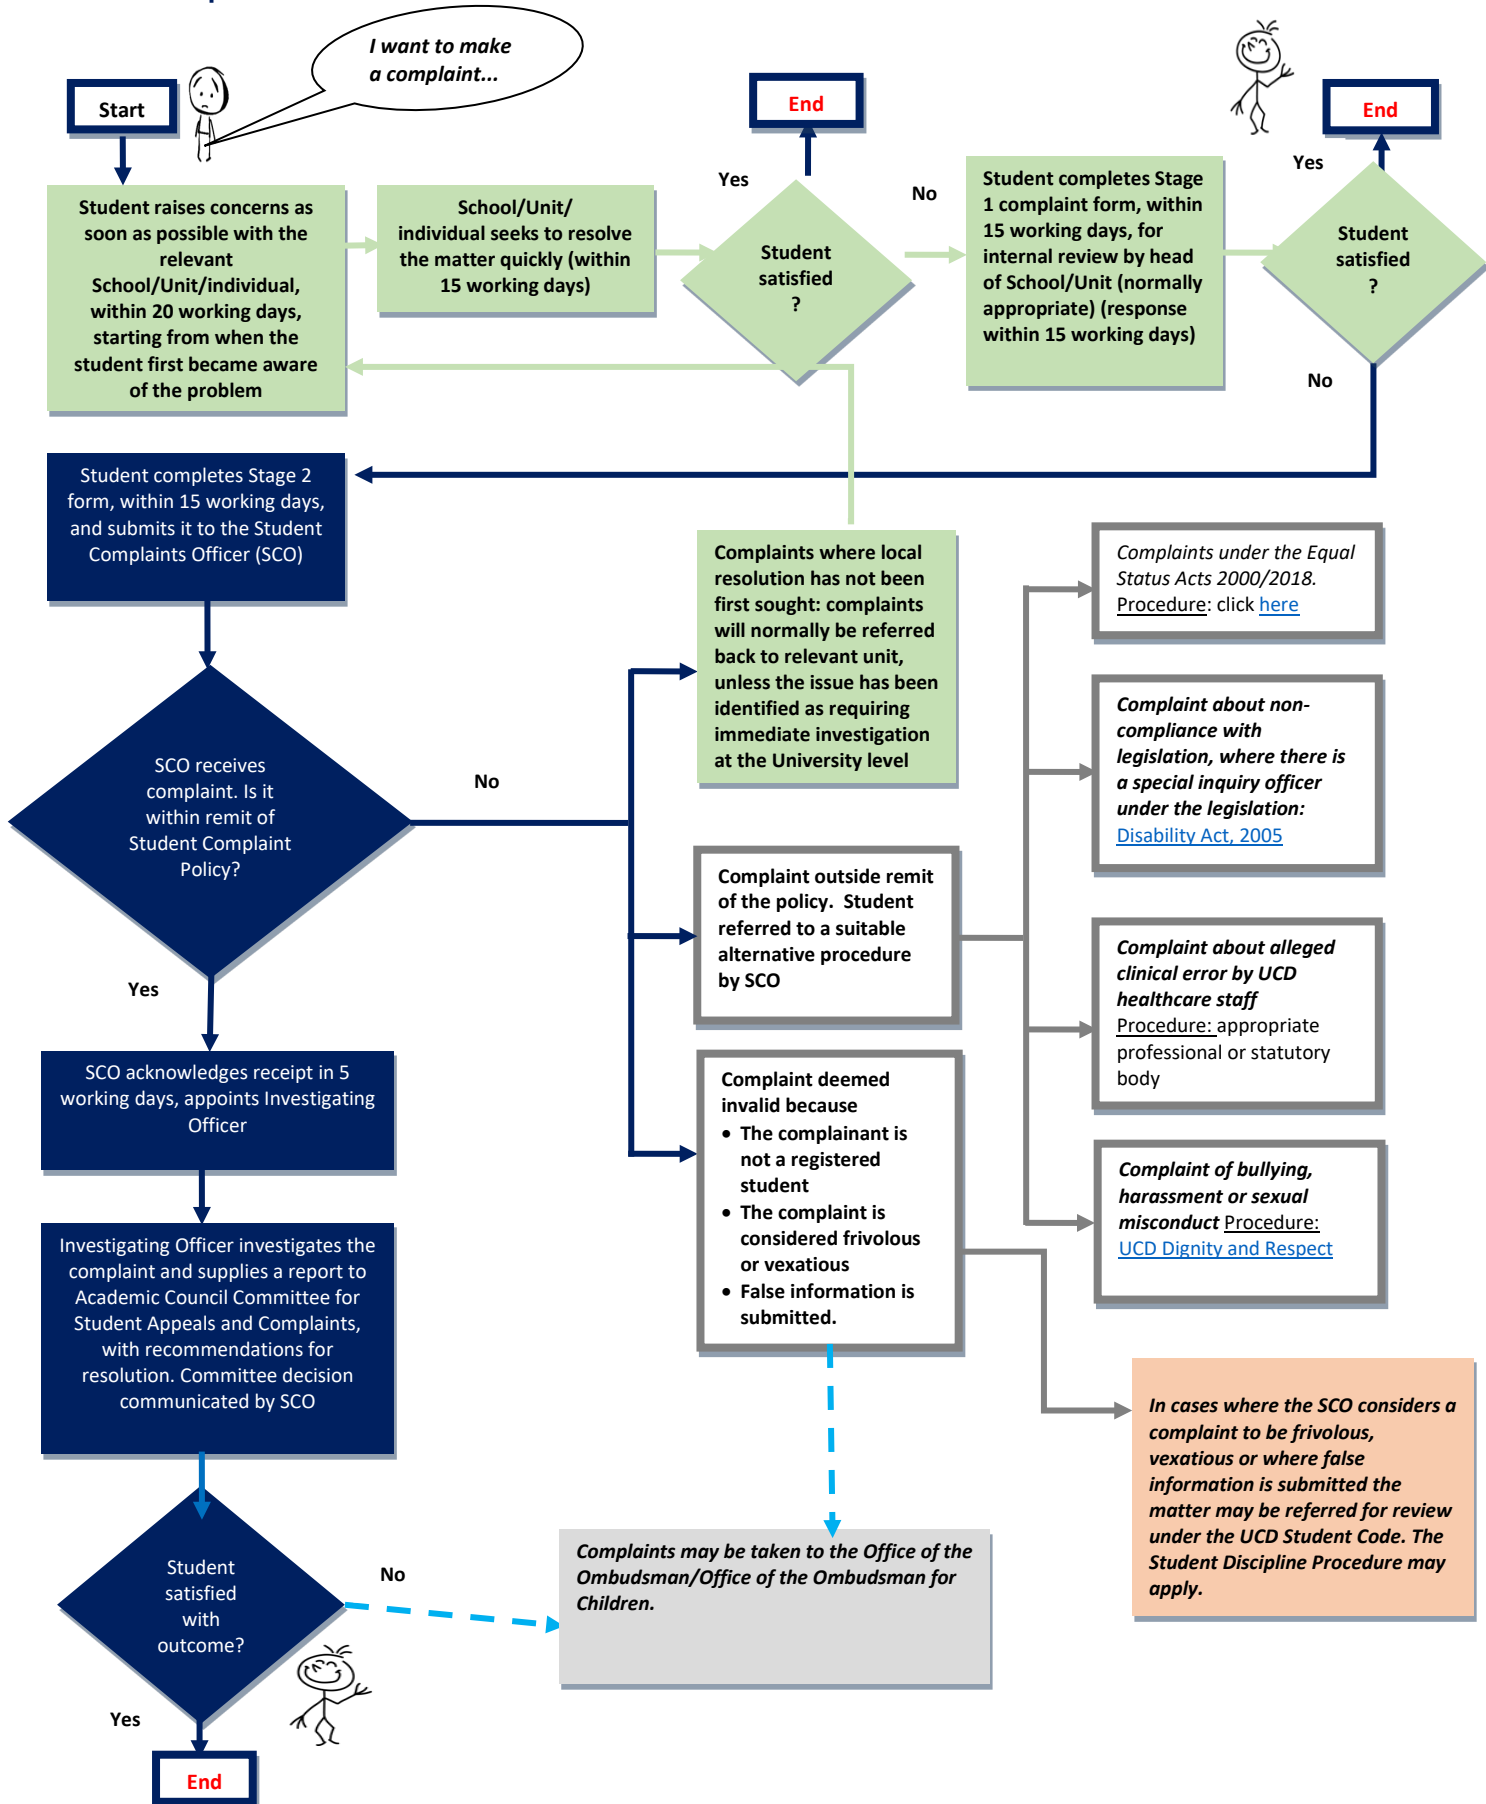 I want to make
a complaint...
Start
End
End
Yes
No
Yes
No
Student raises concerns as
soon as possible with the
relevant
School/Unit/individual,
within 20 working days,
starting from when the
student first became aware
of the problem
School/Unit/
individual seeks to resolve
the matter quickly (within
15 working days)
Student
satisfied
?
Student completes Stage
1 complaint form, within
15 working days, for
internal review by head
of School/Unit (normally
appropriate) (response
within 15 working days)
Student
satisfied
?
Student completes Stage 2
form, within 15 working days,
and submits it to the Student
Complaints Officer (SCO)
SCO receives
complaint. Is it
within remit of
Student Complaint
Policy?
No
Yes
Complaints where local
resolution has not been
first sought: complaints
will normally be referred
back to relevant unit,
unless the issue has been
identified as requiring
immediate investigation
at the University level
Complaint outside remit
of the policy.  Student
referred to a suitable
alternative procedure
by SCO
Complaint deemed
invalid because
• The complainant is
not a registered
student
• The complaint is
considered frivolous
or vexatious
• False information is
submitted.
Complaints under the Equal
Status Acts 2000/2018.
Procedure: click here
Complaint about non-
compliance with
legislation, where there is
a special inquiry officer
under the legislation:
Disability Act, 2005
Complaint about alleged
clinical error by UCD
healthcare staff
Procedure: appropriate
professional or statutory
body
Complaint of bullying,
harassment or sexual
misconduct Procedure:
UCD Dignity and Respect
SCO acknowledges receipt in 5
working days, appoints Investigating
Officer
Investigating Officer investigates the
complaint and supplies a report to
Academic Council Committee for
Student Appeals and Complaints,
with recommendations for
resolution. Committee decision
communicated by SCO
In cases where the SCO considers a
complaint to be frivolous,
vexatious or where false
information is submitted the
matter may be referred for review
under the UCD Student Code. The
Student Discipline Procedure may
apply.
Student
satisfied
with
outcome?
No
Yes
Complaints may be taken to the Office of the
Ombudsman/Office of the Ombudsman for
Children.
End